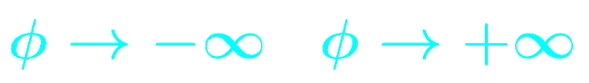 ϕ → −∞ ϕ → +∞